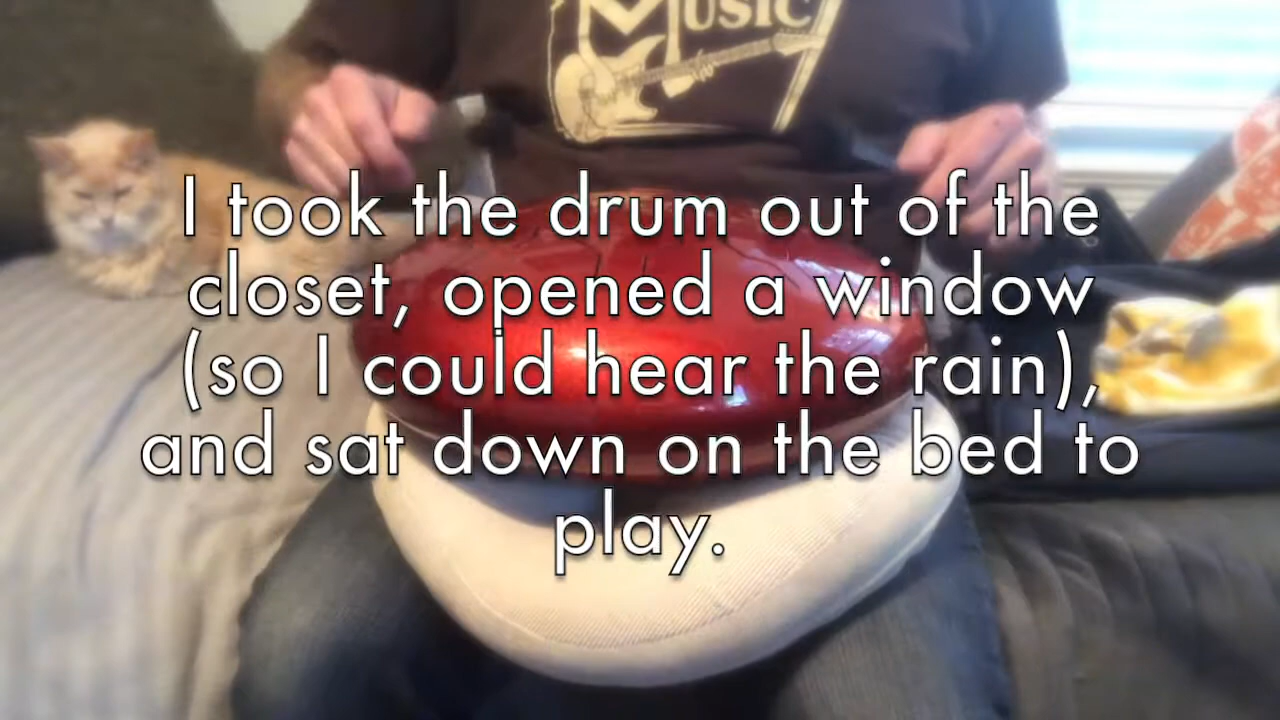 MUSIC
I took the drum out of the
closet, opened a window
(so I could hear the rain),
and sat down on the bed to
play.